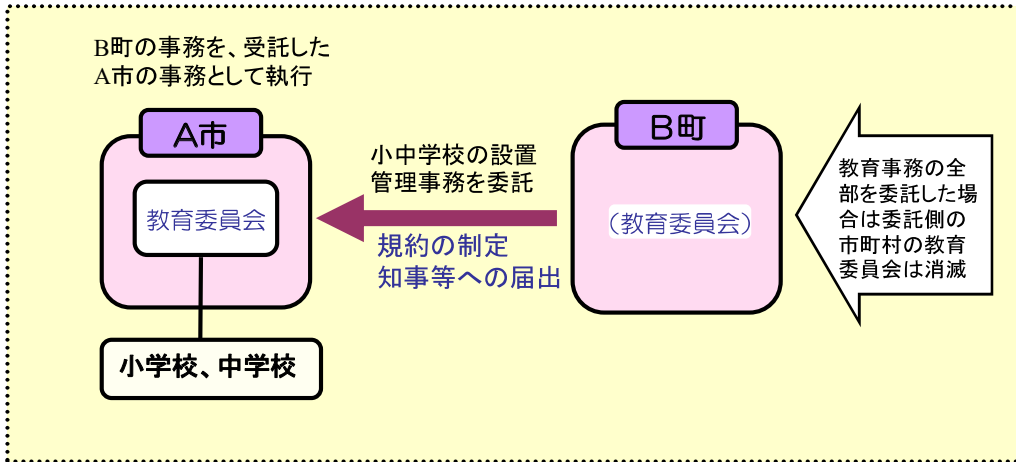 B町の事務を、受託した
A市の事務として執行
A市
教育委員会
小学校、中学校
小中学校の設置
管理事務を委託
規約の制定
知事等への届出
B町
（教育委員会）
教育事務の全
部を委託した場
合は委託側の
市町村の教育
委員会は消滅